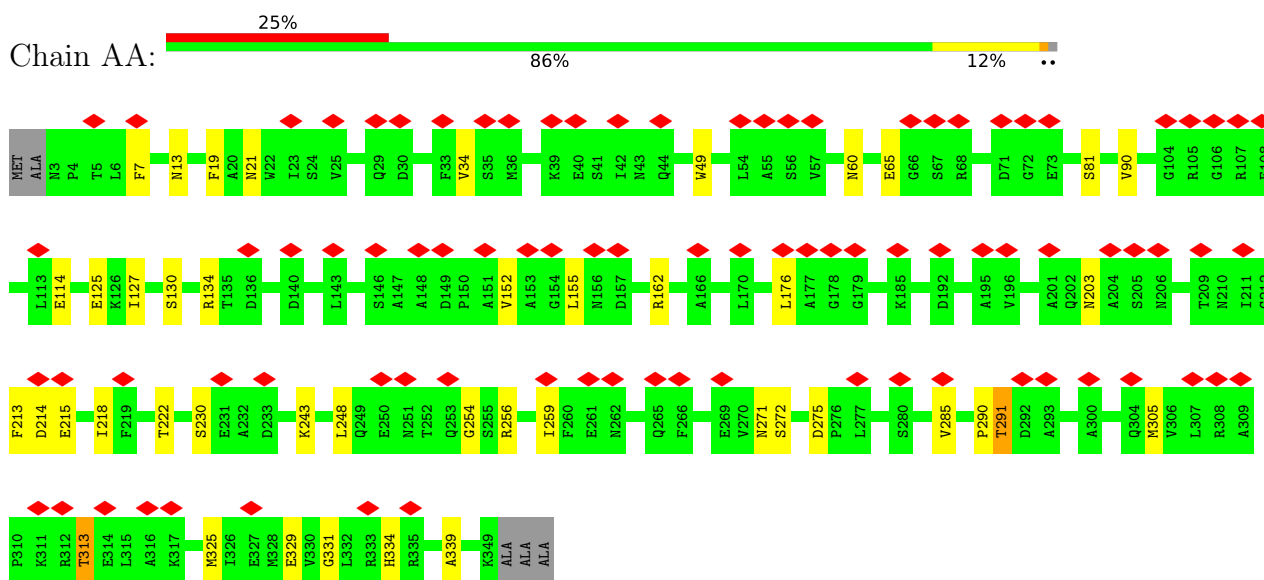 25%
Chain AA:
86% 12%
MET ALA N3 P4 T5 L6 F7 N13 F19 A20 N21 W22 I23 S24 V25 Q29 D30 F33 V34 S35 M36 K39 E40 S41 I42 N43 Q44 W49 L54 A55 S56 V57 N60 E65 G66 S67 R68 D71 G72 E73 S81 V90 G104 R105 G106 R107 E108
L113 E114 E125 K126 I127 S130 R134 T135 D136 D140 L143 S146 A147 A148 D149 P150 A151 V152 A153 G154 L155 N156 D157 R162 A166 L170 L176 A177 G178 G179 K185 D192 A195 V196 A201 Q202 N203 A204 S205 N206 T209 N210 I211 G212
F213 D214 E215 I218 F219 T222 S230 E231 A232 D233 K243 L248 Q249 E250 N251 T252 Q253 G254 S255 R256 I259 F260 E261 N262 Q265 F266 E269 V270 N271 S272 D275 P276 L277 S280 V285 P290 T291 D292 A293 A300 Q304 M305 V306 L307 R308 A309
P310 K311 R312 T313 E314 L315 A316 K317 M325 I326 E327 M328 E329 V330 G331 L332 R333 H334 R335 A339 K349 ALA ALA ALA